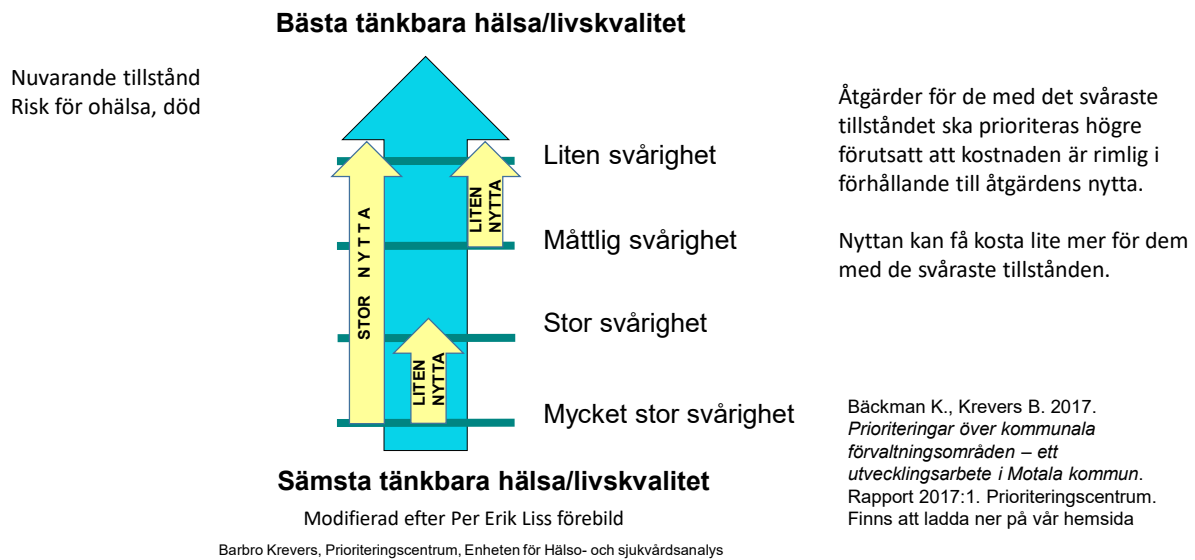 Bästa tänkbara hälsa/livskvalitet
Nuvarande tillstånd
Risk för ohälsa, död
Åtgärder för de med det svåraste
tillståndet ska prioriteras högre
förutsatt att kostnaden är rimlig i
förhållande till åtgärdens nytta.
Nyttan kan få kosta lite mer för dem
med de svåraste tillstånden.
Liten svårighet
Måttlig svårighet
Stor svårighet
Mycket stor svårighet
STOR NYTTA
LITEN
NYTTA
LITEN
NYTTA
Sämsta tänkbara hälsa/livskvalitet
Modifierad efter Per Erik Liss förebild
Barbro Krevers, Prioriteringscentrum, Enheten för Hälso- och sjukvårdsanalys
Bäckman K., Krevers B. 2017.
Prioriteringar över kommunala
förvaltningsområden – ett
utvecklingsarbete i Motala kommun.
Rapport 2017:1. Prioriteringscentrum.
Finns att ladda ner på vår hemsida